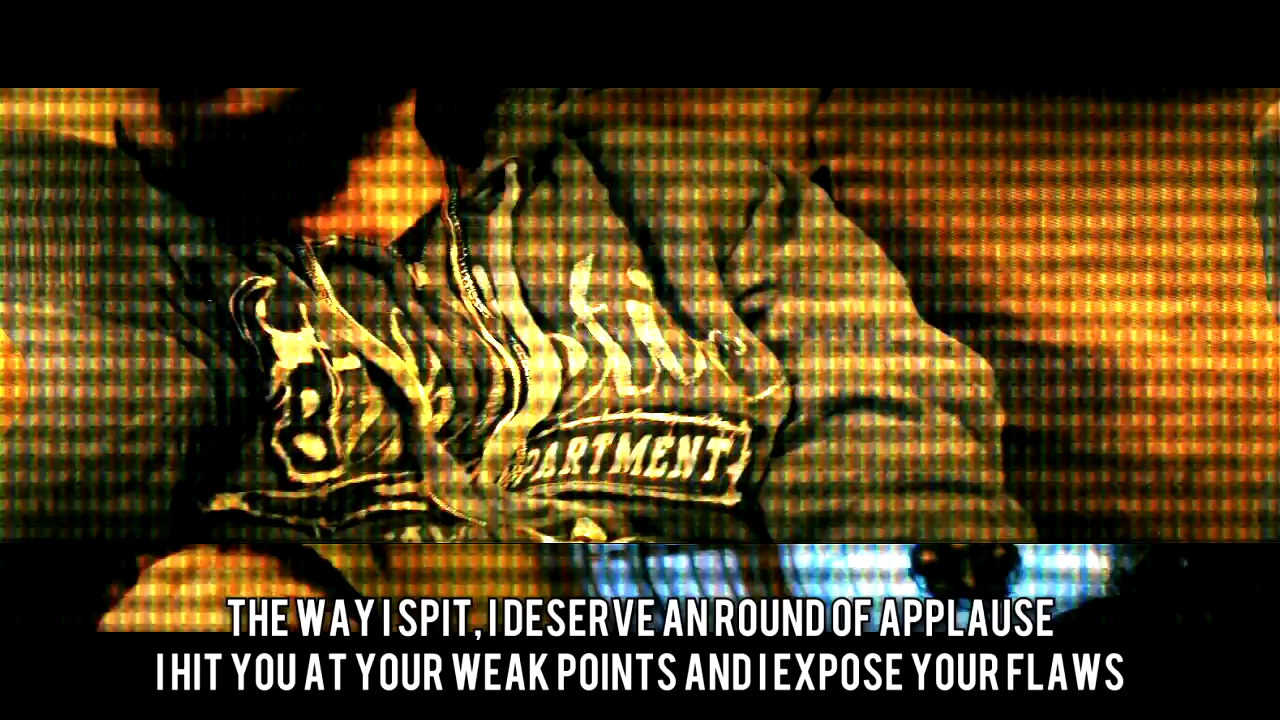 PARTMENT
THE WAY I SPIT, I DESERVE AN ROUND OF APPLAUSE
I HIT YOU AT YOUR WEAK POINTS AND I EXPOSE YOUR FLAWS